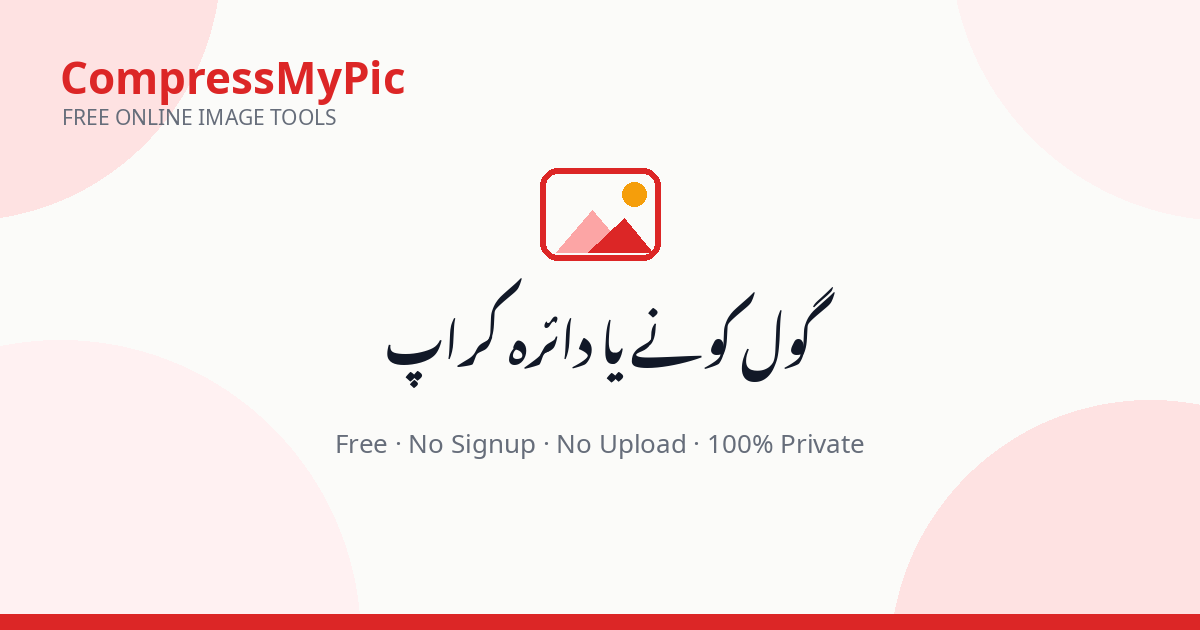 CompressMyPic
FREE ONLINE IMAGE TOOLS
گول کونے یا دائرہ کراپ
Free · No Signup · No Upload · 100% Private